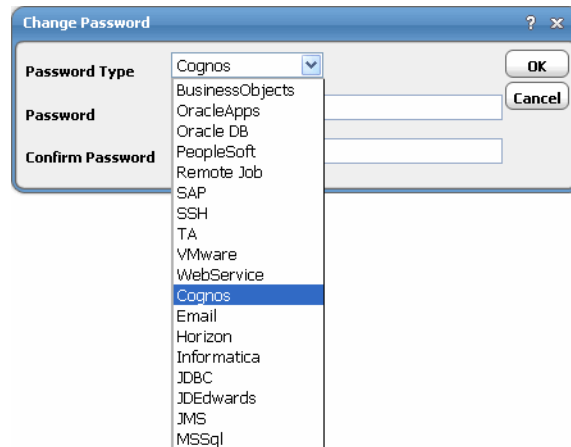 Change Password ? x
Password Type Cognos OK
Cancel
Password
Confirm Password
BusinessObjects
OracleApps
Oracle DB
PeopleSoft
Remote Job
SAP
SSH
TA
VMware
WebService
Cognos
Email
Horizon
Informatica
JDBC
JDEdwards
JMS
MSSql